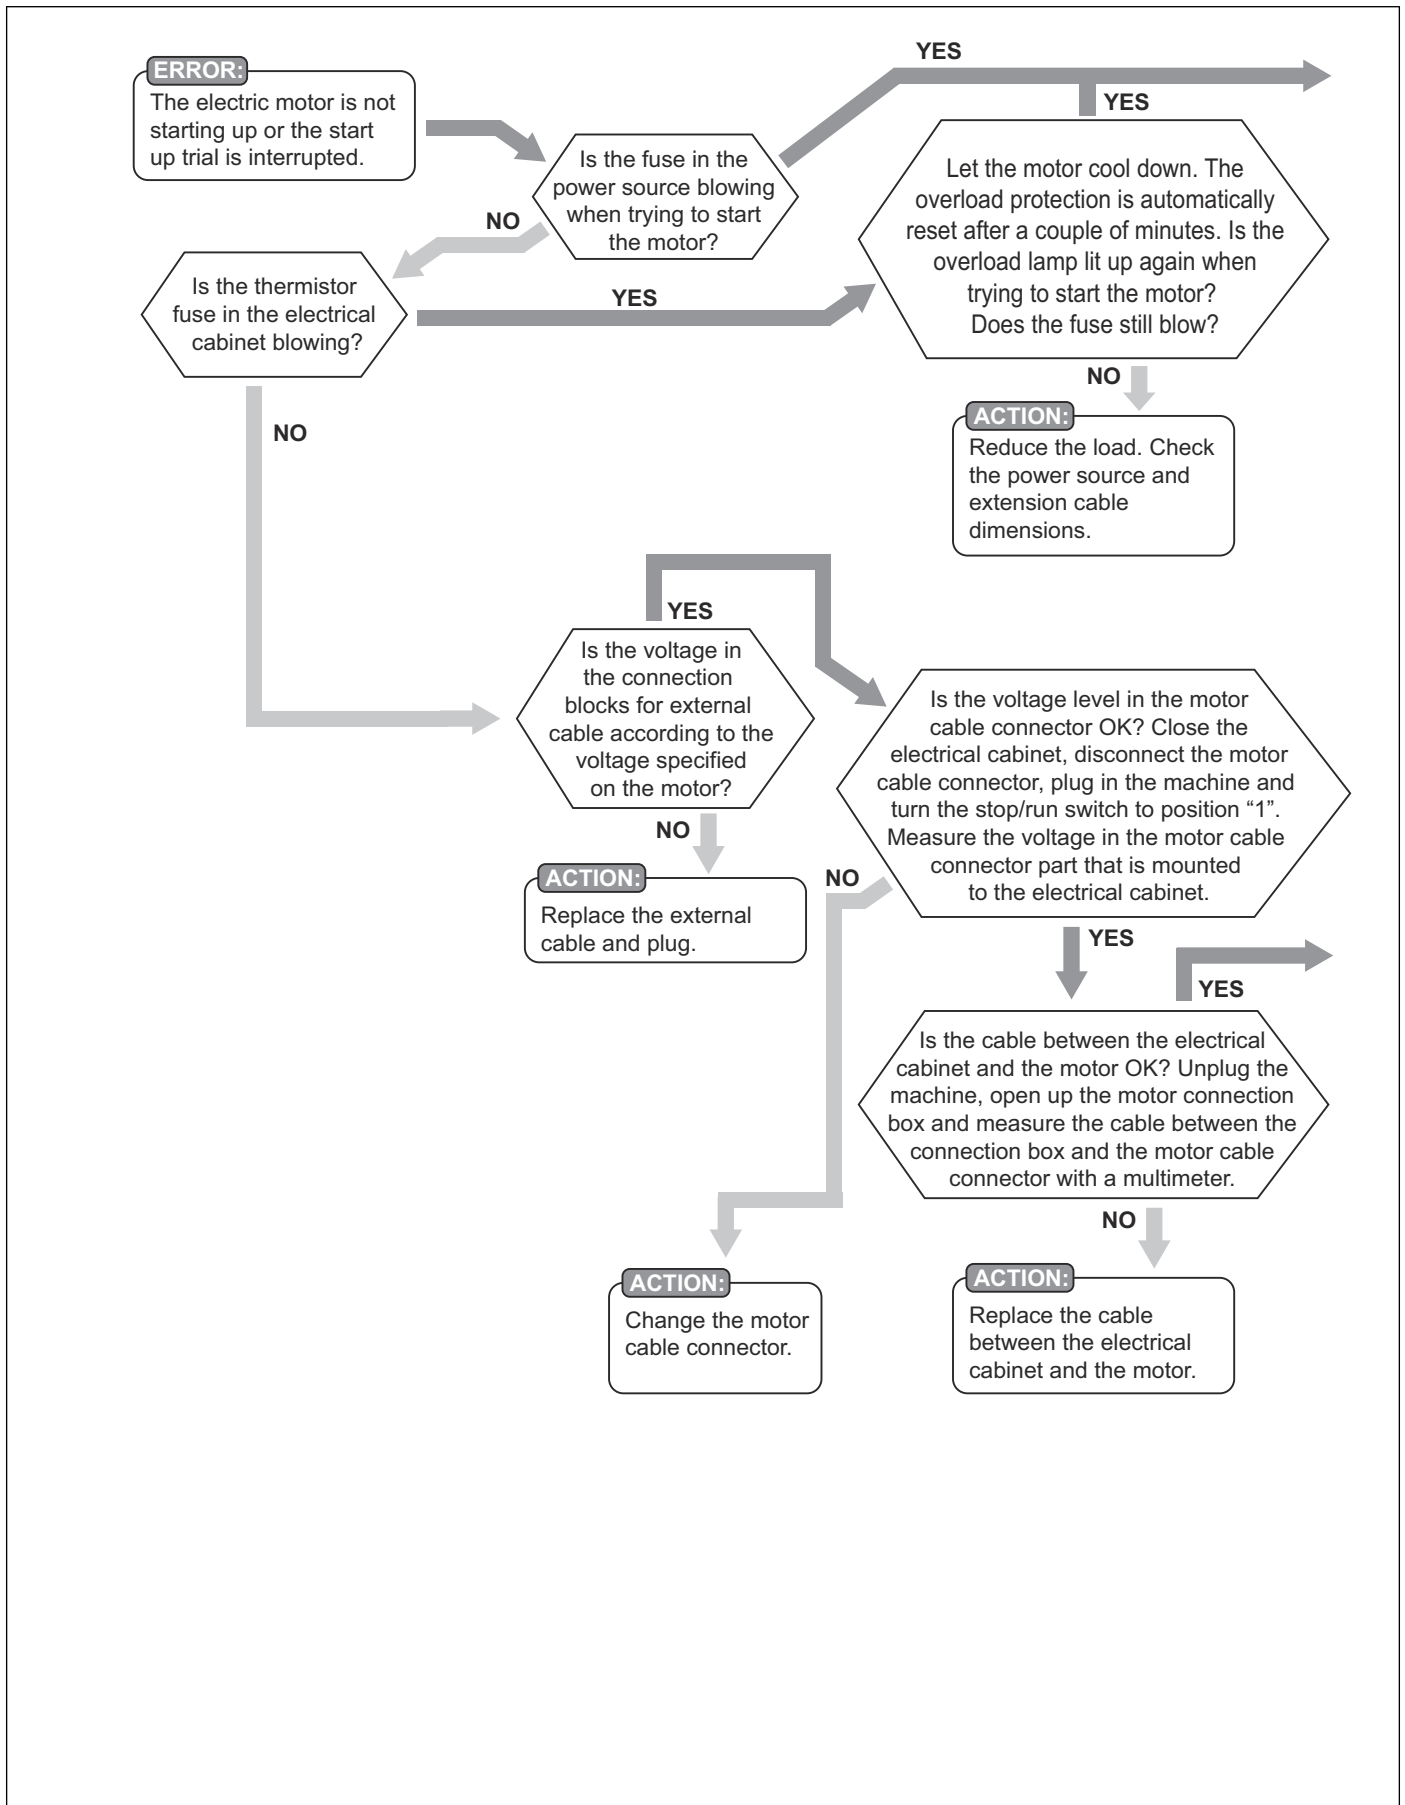 ERROR:
The electric motor is not
starting up or the start
up trial is interrupted.
YES
Is the fuse in the
power source blowing
when trying to start
the motor?
YES
Let the motor cool down. The
overload protection is automatically
reset after a couple of minutes. Is the
overload lamp lit up again when
trying to start the motor?
Does the fuse still blow?
NO
Is the thermistor
fuse in the electrical
cabinet blowing?
YES
NO
ACTION:
Reduce the load. Check
the power source and
extension cable
dimensions.
NO
YES
Is the voltage in
the connection
blocks for external
cable according to the
voltage specified
on the motor?
NO
ACTION:
Replace the external
cable and plug.
Is the voltage level in the motor
cable connector OK? Close the
electrical cabinet, disconnect the motor
cable connector, plug in the machine and
turn the stop/run switch to position “1”.
Measure the voltage in the motor cable
connector part that is mounted
to the electrical cabinet.
NO
YES
YES
Is the cable between the electrical
cabinet and the motor OK? Unplug the
machine, open up the motor connection
box and measure the cable between the
connection box and the motor cable
connector with a multimeter.
NO
ACTION:
Change the motor
cable connector.
ACTION:
Replace the cable
between the electrical
cabinet and the motor.